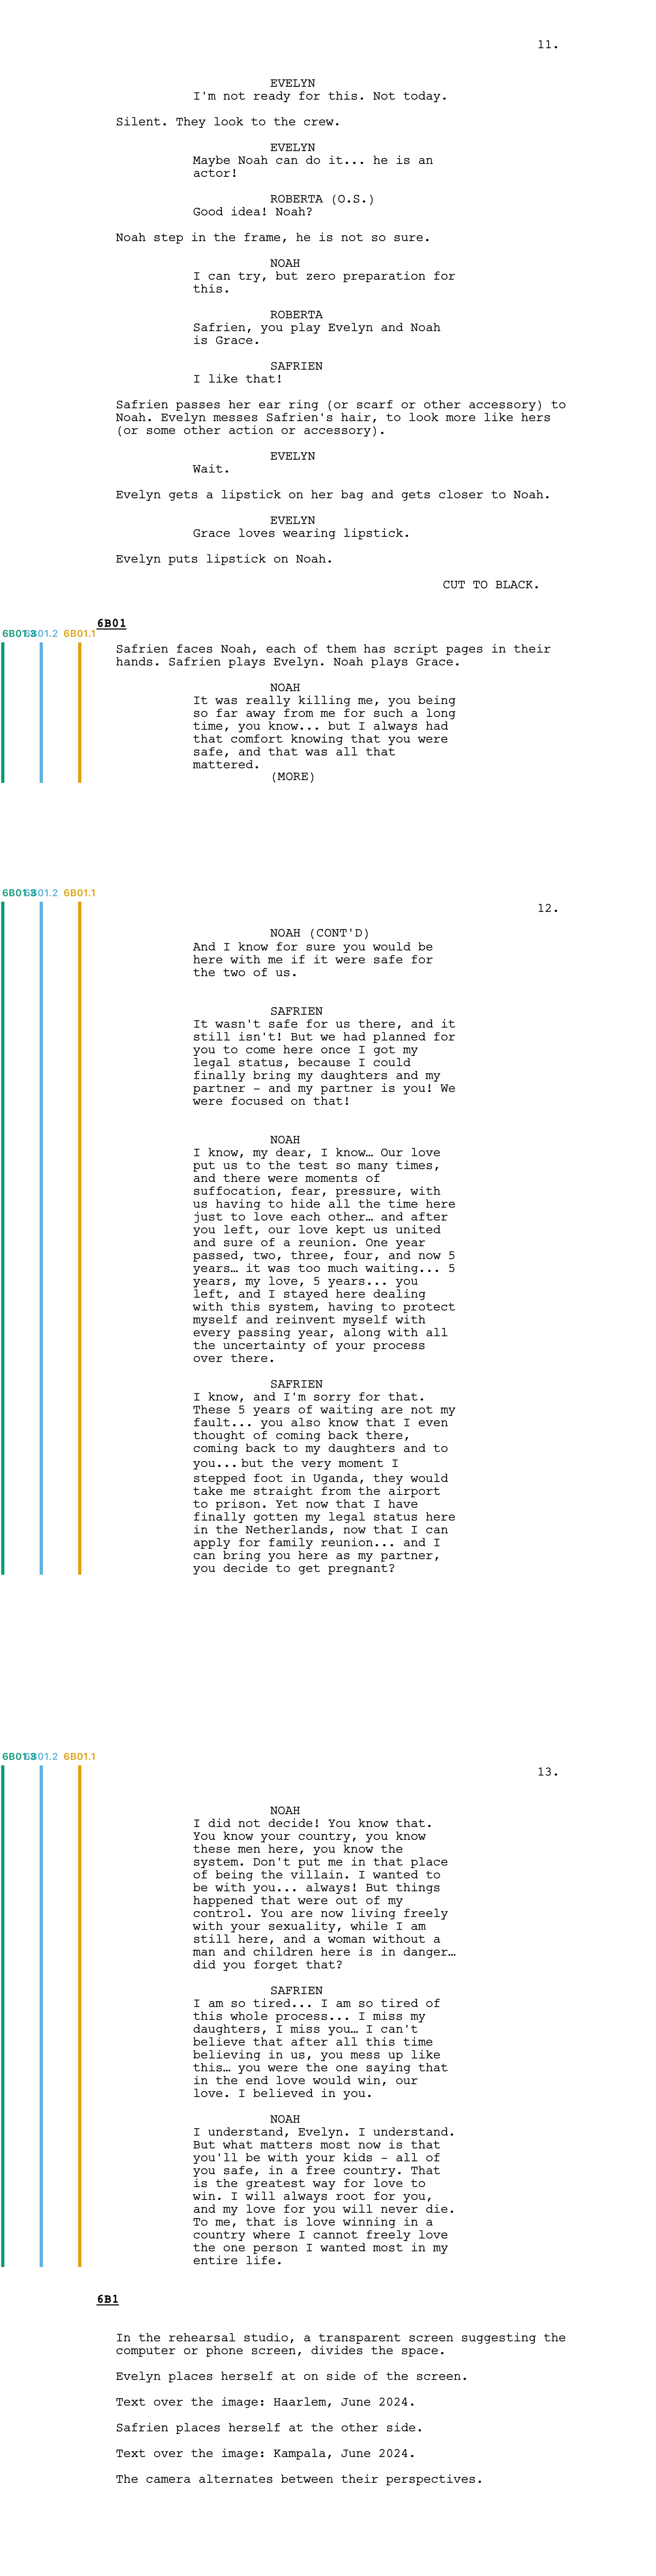 11.
EVELYN
I'm not ready for this. Not today.
Silent. They look to the crew.
EVELYN
Maybe Noah can do it... he is an
actor!
ROBERTA (O.S.)
Good idea! Noah?
Noah step in the frame, he is not so sure.
NOAH
I can try, but zero preparation for
this.
ROBERTA
Safrien, you play Evelyn and Noah
is Grace.
SAFRIEN
I like that!
Safrien passes her ear ring (or scarf or other accessory) to
Noah. Evelyn messes Safrien's hair, to look more like hers
(or some other action or accessory).
EVELYN
Wait.
Evelyn gets a lipstick on her bag and gets closer to Noah.
EVELYN
Grace loves wearing lipstick.
Evelyn puts lipstick on Noah.
CUT TO BLACK.
6B01
6B01.3 6B01.2 6B01.1
Safrien faces Noah, each of them has script pages in their
hands. Safrien plays Evelyn. Noah plays Grace.
NOAH
It was really killing me, you being
so far away from me for such a long
time, you know... but I always had
that comfort knowing that you were
safe, and that was all that
mattered.
(MORE)
6B01.3 6B01.2 6B01.1
12.
NOAH (CONT'D)
And I know for sure you would be
here with me if it were safe for
the two of us.
SAFRIEN
It wasn't safe for us there, and it
still isn't! But we had planned for
you to come here once I got my
legal status, because I could
finally bring my daughters and my
partner – and my partner is you! We
were focused on that!
NOAH
I know, my dear, I know… Our love
put us to the test so many times,
and there were moments of
suffocation, fear, pressure, with
us having to hide all the time here
just to love each other… and after
you left, our love kept us united
and sure of a reunion. One year
passed, two, three, four, and now 5
years… it was too much waiting... 5
years, my love, 5 years... you
left, and I stayed here dealing
with this system, having to protect
myself and reinvent myself with
every passing year, along with all
the uncertainty of your process
over there.
SAFRIEN
I know, and I'm sorry for that.
These 5 years of waiting are not my
fault... you also know that I even
thought of coming back there,
coming back to my daughters and to
you... but the very moment I
stepped foot in Uganda, they would
take me straight from the airport
to prison. Yet now that I have
finally gotten my legal status here
in the Netherlands, now that I can
apply for family reunion... and I
can bring you here as my partner,
you decide to get pregnant?
6B01.3 6B01.2 6B01.1
13.
NOAH
I did not decide! You know that.
You know your country, you know
these men here, you know the
system. Don't put me in that place
of being the villain. I wanted to
be with you... always! But things
happened that were out of my
control. You are now living freely
with your sexuality, while I am
still here, and a woman without a
man and children here is in danger…
did you forget that?
SAFRIEN
I am so tired... I am so tired of
this whole process... I miss my
daughters, I miss you… I can't
believe that after all this time
believing in us, you mess up like
this… you were the one saying that
in the end love would win, our
love. I believed in you.
NOAH
I understand, Evelyn. I understand.
But what matters most now is that
you'll be with your kids – all of
you safe, in a free country. That
is the greatest way for love to
win. I will always root for you,
and my love for you will never die.
To me, that is love winning in a
country where I cannot freely love
the one person I wanted most in my
entire life.
6B1
In the rehearsal studio, a transparent screen suggesting the
computer or phone screen, divides the space.
Evelyn places herself at on side of the screen.
Text over the image: Haarlem, June 2024.
Safrien places herself at the other side.
Text over the image: Kampala, June 2024.
The camera alternates between their perspectives.